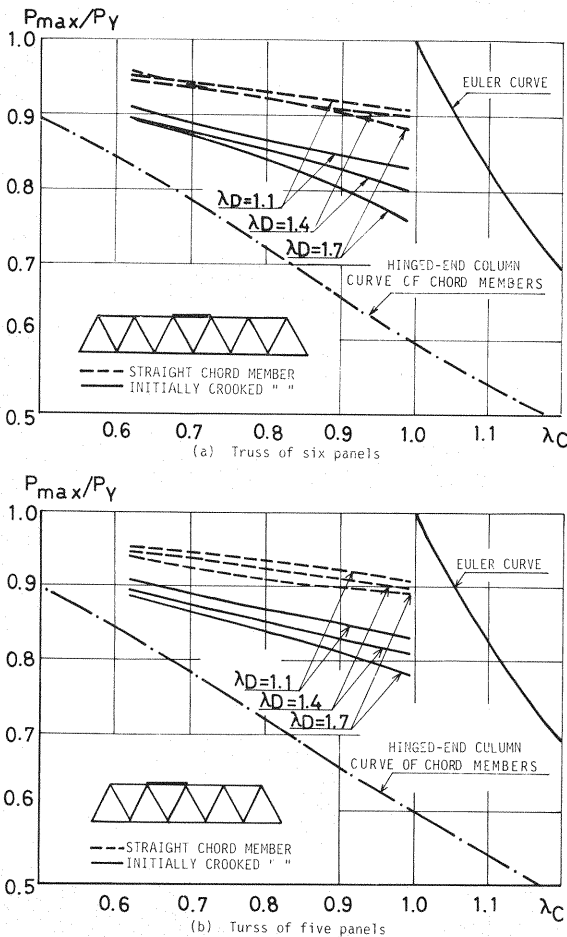 Pmax/PY
1.0
0.9
0.8
0.7
0.6
0.5
EULER CURVE
λD=1.1
λD=1.4
λD=1.7
HINGED-END COLUMN
CURVE OF CHORD MEMBERS
STRAIGHT CHORD MEMBER
INITIALLY CROOKED " "
0.6 0.7 0.8 0.9 1.0 1.1 λC
(a) Truss of six panels
Pmax/PY
1.0
0.9
0.8
0.7
0.6
0.5
EULER CURVE
λD=1.1
λD=1.4
λD=1.7
HINGED-END CULUMN
CURVE OF CHORD MEMBERS
STRAIGHT CHORD MEMBER
INITIALLY CROOKED " "
0.6 0.7 0.8 0.9 1.0 1.1 λC
(b) Turss of five panels